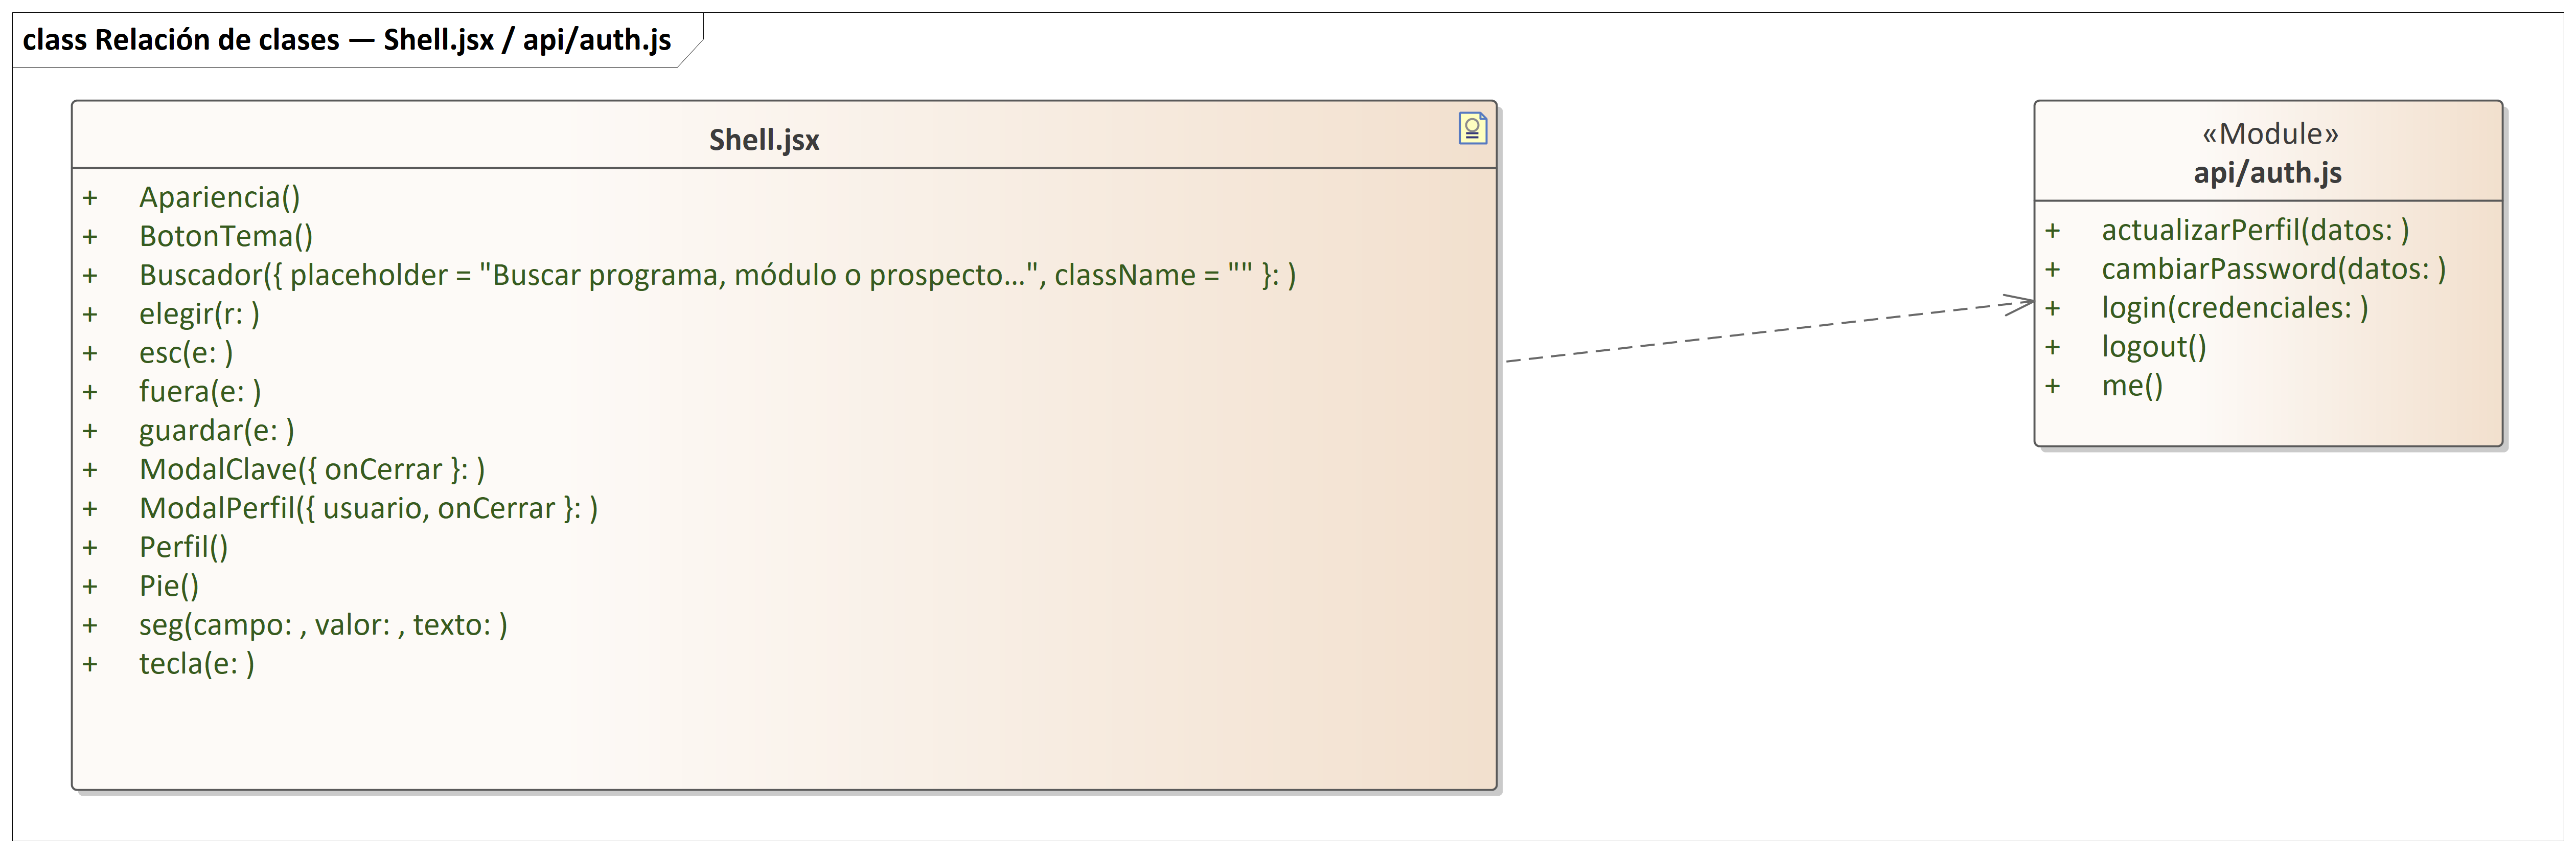 class Relación de clases — Shell.jsx / api/auth.js
Shell.jsx
+ Apariencia()
+ BotonTema()
+ Buscador({ placeholder = "Buscar programa, módulo o prospecto...", className = "" }: )
+ elegir(r: )
+ esc(e: )
+ fuera(e: )
+ guardar(e: )
+ ModalClave({ onCerrar }: )
+ ModalPerfil({ usuario, onCerrar }: )
+ Perfil()
+ Pie()
+ seg(campo: , valor: , texto: )
+ tecla(e: )
«Module»
api/auth.js
+ actualizarPerfil(datos: )
+ cambiarPassword(datos: )
+ login(credenciales: )
+ logout()
+ me()